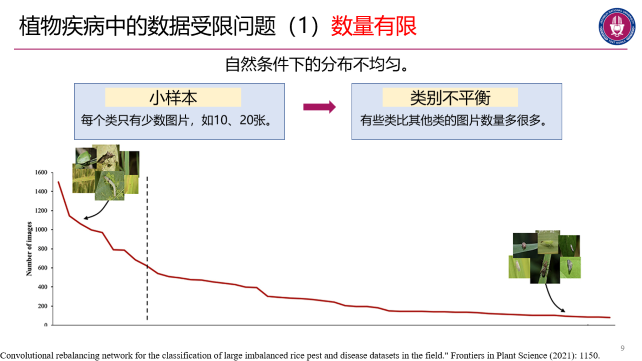 植物疾病中的数据受限问题（1）数量有限
自然条件下的分布不均匀。
小样本
每个类只有少数图片，如10、20张。
类别不平衡
有些类比其他类的图片数量多很多。
1600
1400
1200
1000
800
600
400
200
0
Number of images
9
Convolutional rebalancing network for the classification of large imbalanced rice pest and disease datasets in the field." Frontiers in Plant Science (2021): 1150.